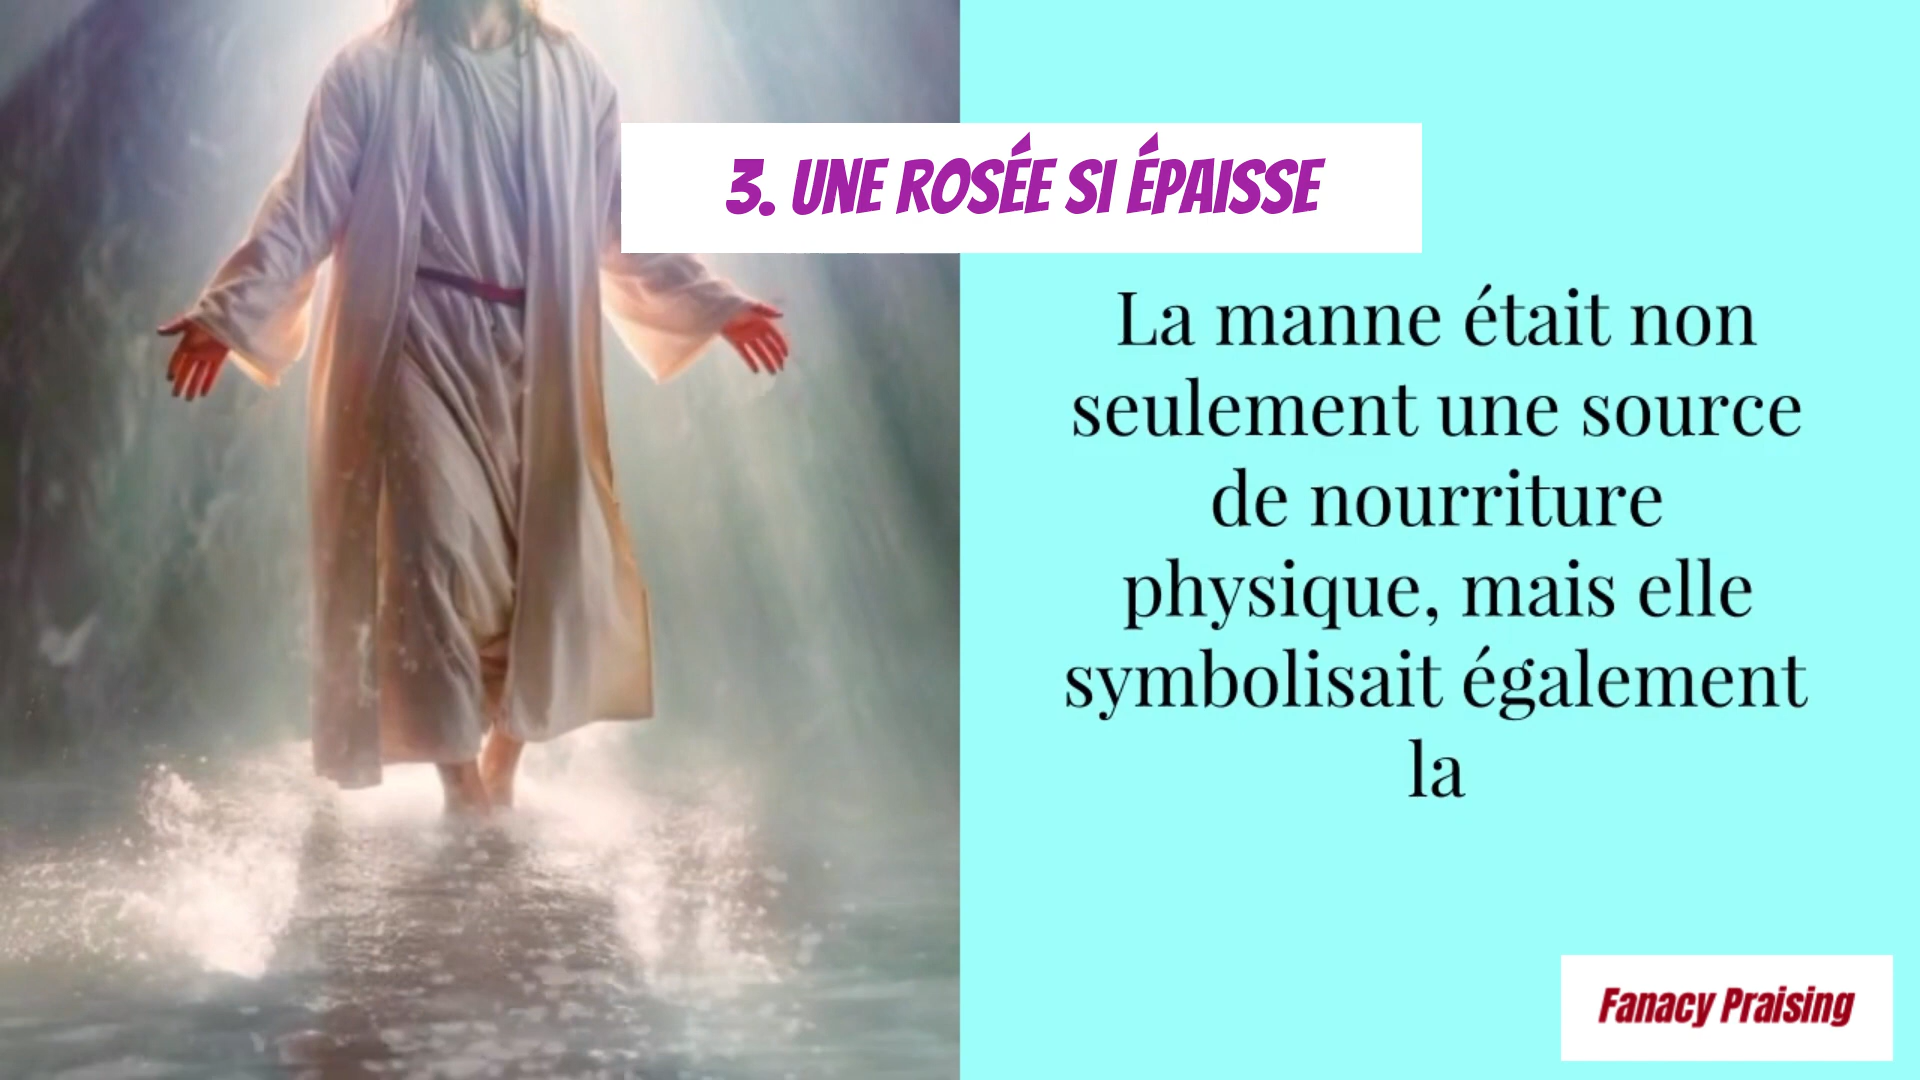 3. UNE ROSÉE SI ÉPAISSE
La manne était non
seulement une source
de nourriture
physique, mais elle
symbolisait également
la
Fanacy Praising